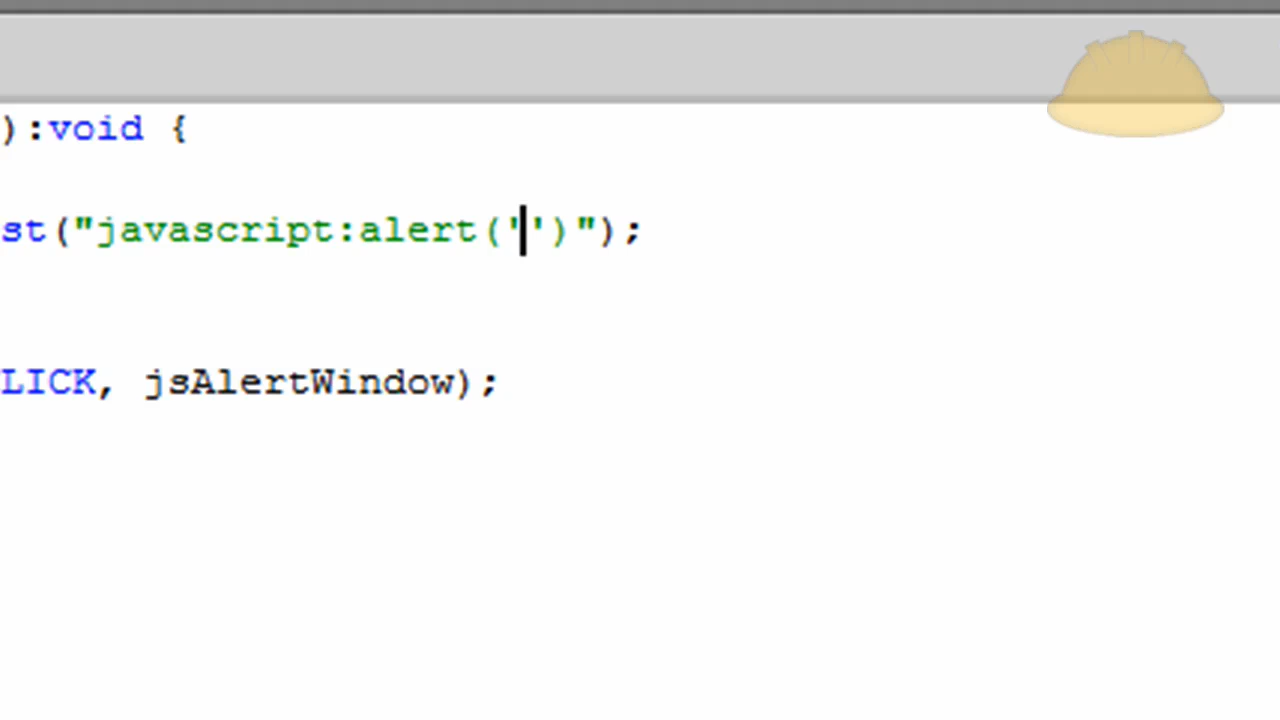 ):void {
st("javascript:alert('')");
LICK, jsAlertWindow);